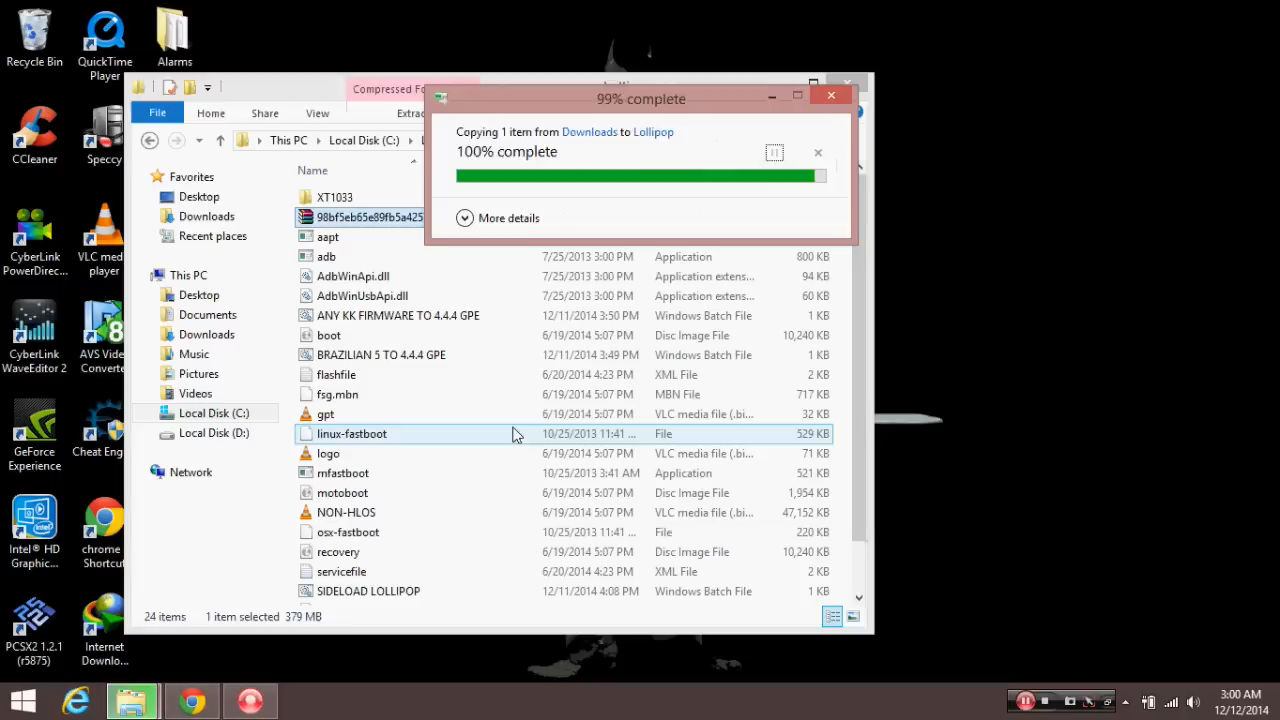 Recycle Bin
QuickTime Player
Alarms
CCleaner
Speccy
CyberLink PowerDirec...
VLC media player
CyberLink WaveEditor 2
AVS Vide
Converte
GeForce Experience
Cheat Eng
Intel® HD Graphic...
chrome
Shortcut
PCSX2 1.2.1 (r5875)
Internet Downlo...
Compressed Fo
File
Home
Share
View
Extrac
This PC
Local Disk (C:)
99% complete
Copying 1 item from Downloads to Lollipop
100% complete
More details
Favorites
Desktop
Downloads
Recent places
This PC
Desktop
Documents
Downloads
Music
Pictures
Videos
Local Disk (C:)
Local Disk (D:)
Network
Name
XT1033
98bf5eb65e89fb5a425
aapt
adb 7/25/2013 3:00 PM Application 800 KB
AdbWinApi.dll 7/25/2013 3:00 PM Application extens... 94 KB
AdbWinUsbApi.dll 7/25/2013 3:00 PM Application extens... 60 KB
ANY KK FIRMWARE TO 4.4.4 GPE 12/11/2014 3:50 PM Windows Batch File 1 KB
boot 6/19/2014 5:07 PM Disc Image File 10,240 KB
BRAZILIAN 5 TO 4.4.4 GPE 12/11/2014 3:49 PM Windows Batch File 1 KB
flashfile 6/20/2014 4:23 PM XML File 2 KB
fsg.mbn 6/19/2014 5:07 PM MBN File 717 KB
gpt 6/19/2014 5:07 PM VLC media file (.bi... 32 KB
linux-fastboot 10/25/2013 11:41 ... File 529 KB
logo 6/19/2014 5:07 PM VLC media file (.bi... 71 KB
mfastboot 10/25/2013 3:41 AM Application 521 KB
motoboot 6/19/2014 5:07 PM Disc Image File 1,954 KB
NON-HLOS 6/19/2014 5:07 PM VLC media file (.bi... 47,152 KB
osx-fastboot 10/25/2013 11:41 ... File 220 KB
recovery 6/19/2014 5:07 PM Disc Image File 10,240 KB
servicefile 6/20/2014 4:23 PM XML File 2 KB
SIDELOAD LOLLIPOP 12/11/2014 4:08 PM Windows Batch File 1 KB
24 items 1 item selected 379 MB
3:00 AM
12/12/2014